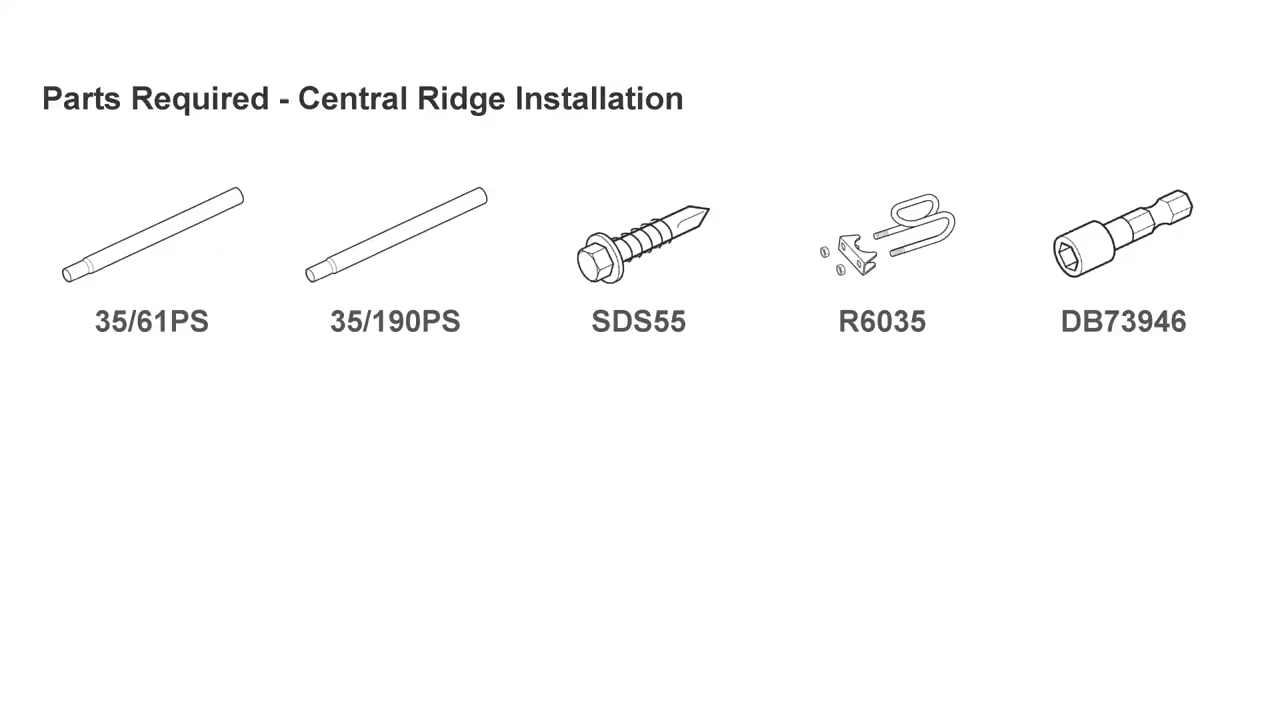 Parts Required - Central Ridge Installation
35/61PS
35/190PS
SDS55
R6035
DB73946